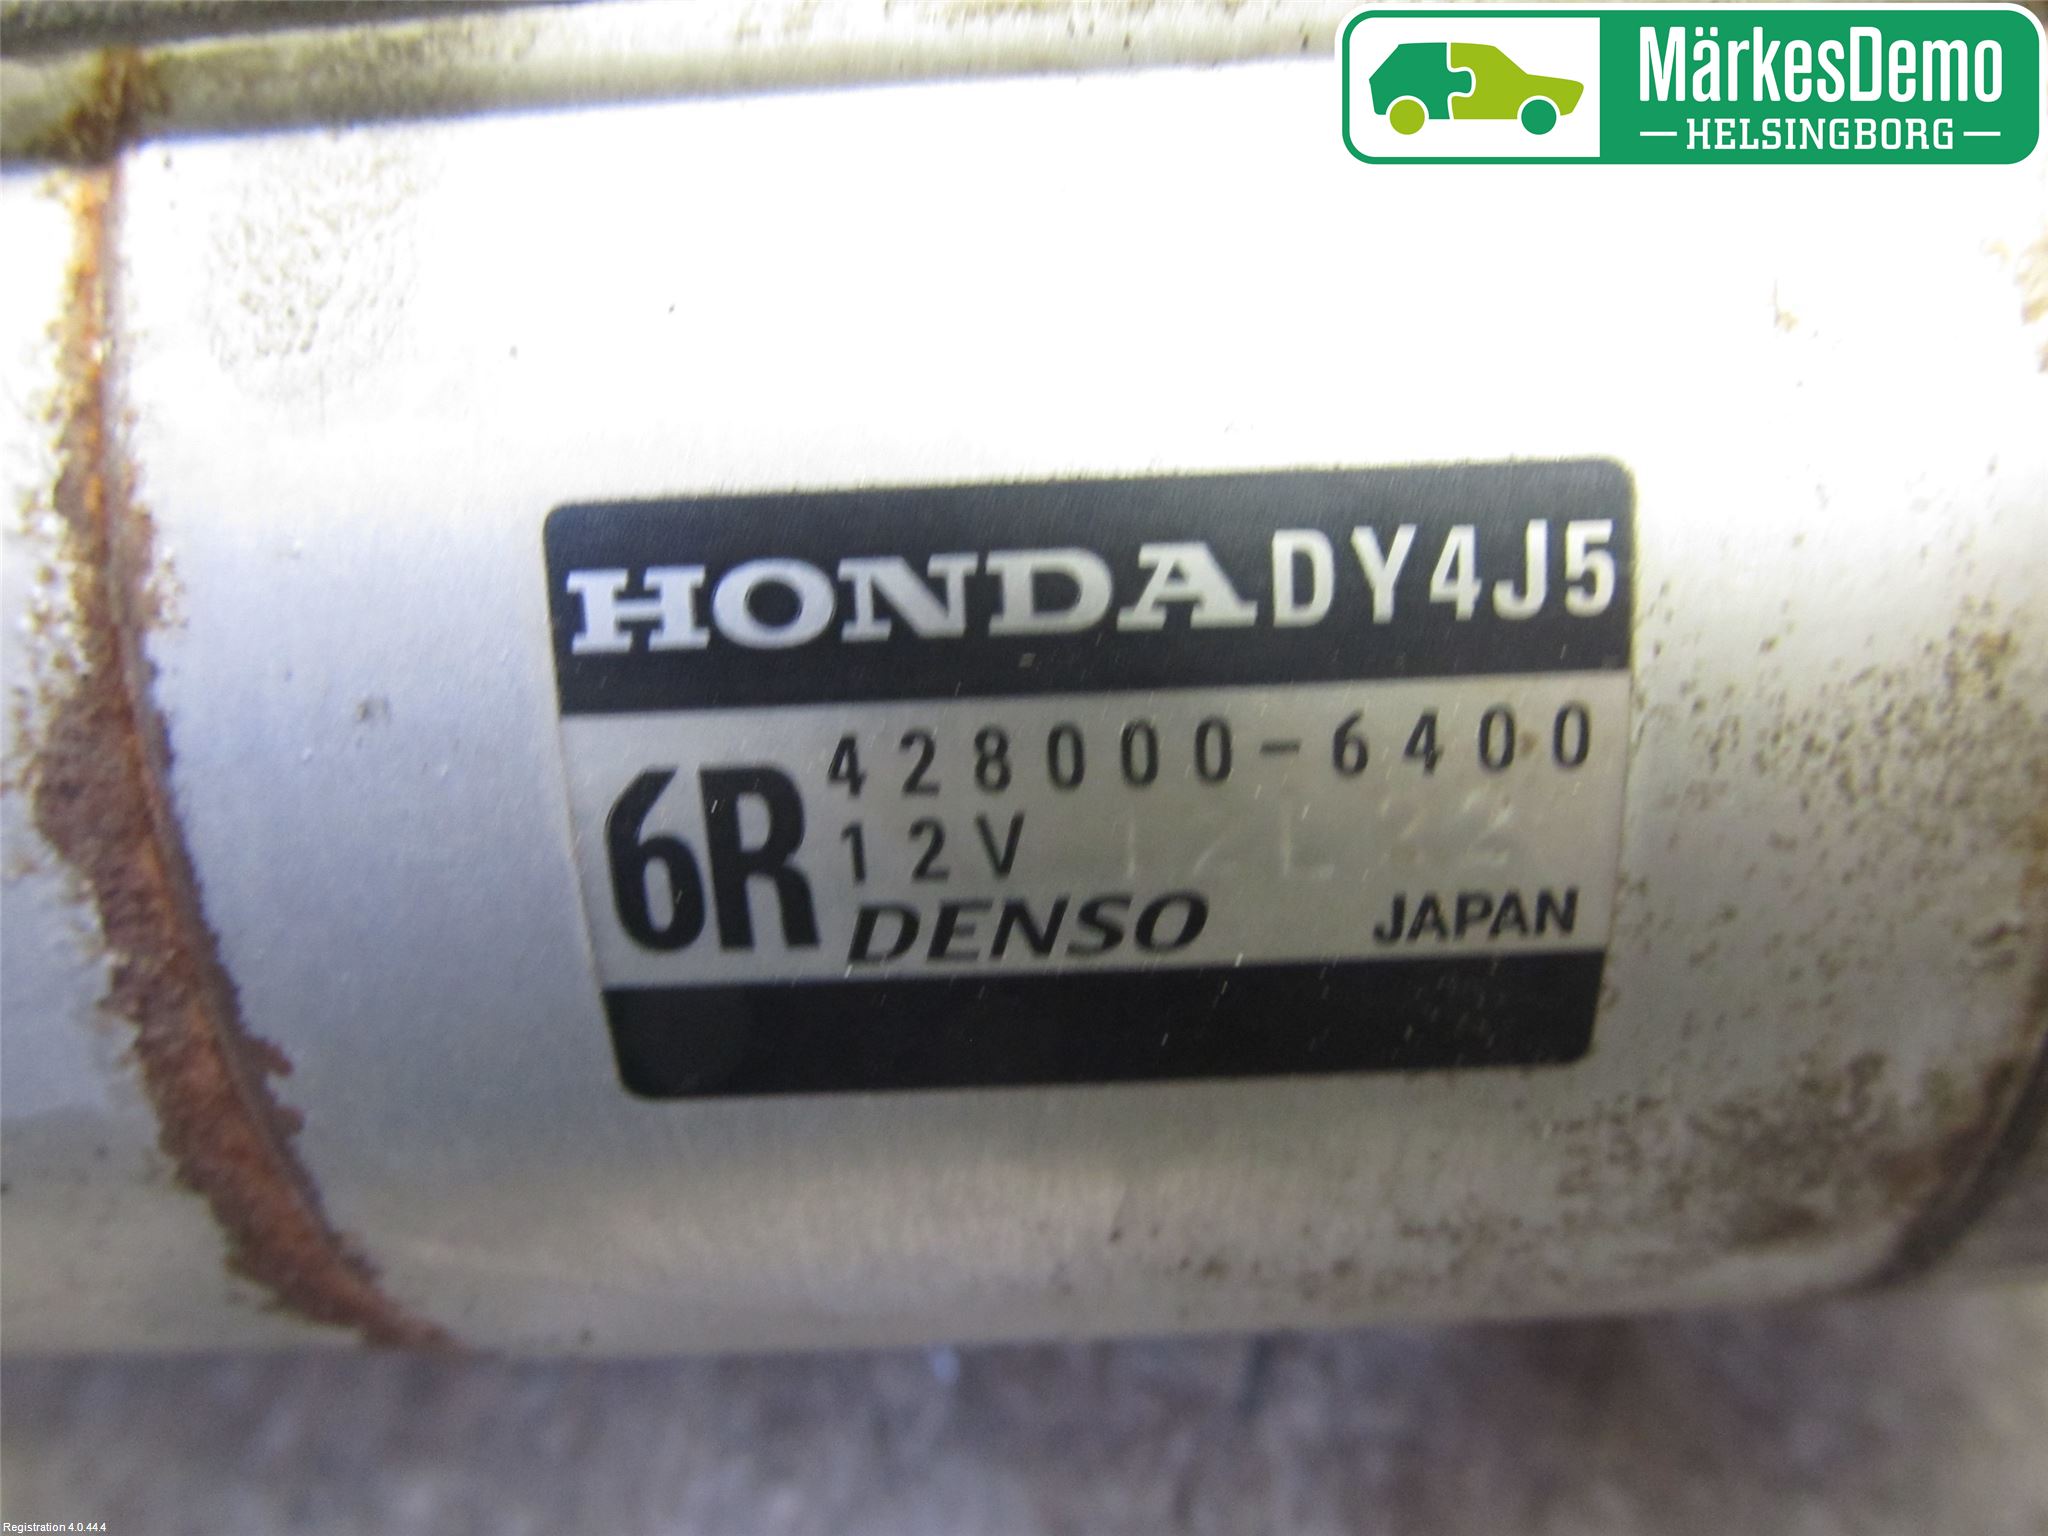 MärkesDemo
HELSINGBORG
HONDA DY4J5
428000-6400
6R
12V
DENSO JAPAN
Registration 4.0.44.4